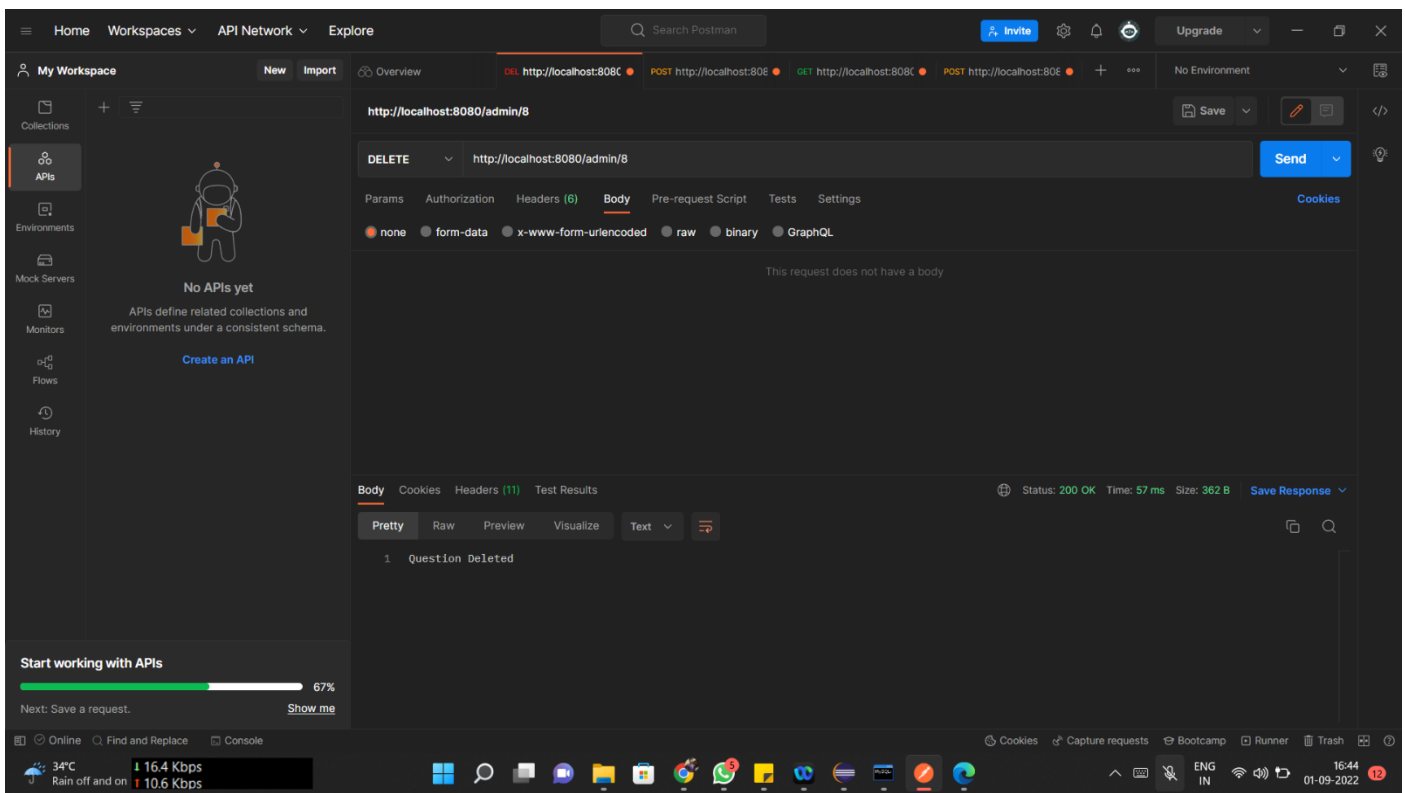 Home Workspaces API Network Explore Search Postman Invite Upgrade
My Workspace New Import Overview DEL http://localhost:8080 POST http://localhost:808 GET http://localhost:8080 POST http://localhost:808 No Environment
Collections
http://localhost:8080/admin/8 Save
APIs
DELETE http://localhost:8080/admin/8 Send
Params Authorization Headers (6) Body Pre-request Script Tests Settings Cookies
Environments
none form-data x-www-form-urlencoded raw binary GraphQL
This request does not have a body
Mock Servers
No APIs yet
APIs define related collections and
environments under a consistent schema.
Monitors
Create an API
Flows
History
Body Cookies Headers (11) Test Results Status: 200 OK Time: 57 ms Size: 362 B Save Response
Pretty Raw Preview Visualize Text
1 Question Deleted
Start working with APIs
67%
Next: Save a request. Show me
Online Find and Replace Console Cookies Capture requests Bootcamp Runner Trash
34°C
Rain off and on
16.4 Kbps
10.6 Kbps
5
ENG
IN
16:44
01-09-2022
12